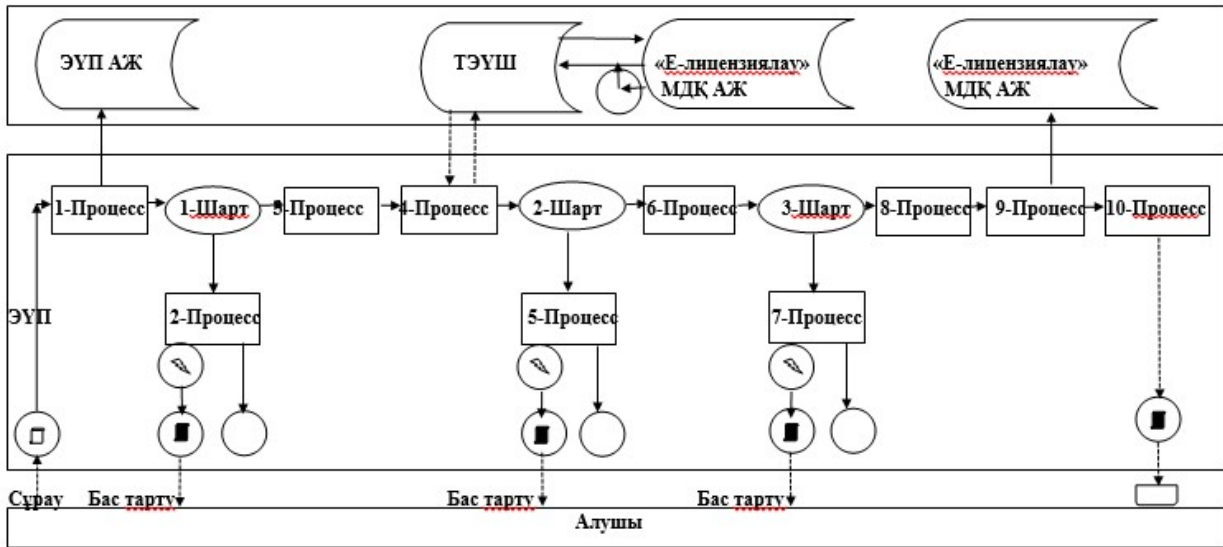 ЭҮП АЖ
ТЭҮШ
«Е-лицензиялау»
МДҚ АЖ
«Е-лицензиялау»
МДҚ АЖ
1-Процесс
1-Шарт
3-Процесс
4-Процесс
2-Шарт
6-Процесс
3-Шарт
8-Процесс
9-Процесс
10-Процесс
ЭҮП
2-Процесс
5-Процесс
7-Процесс
Сұрау
Бас тарту
Бас тарту
Бас тарту
Алушы